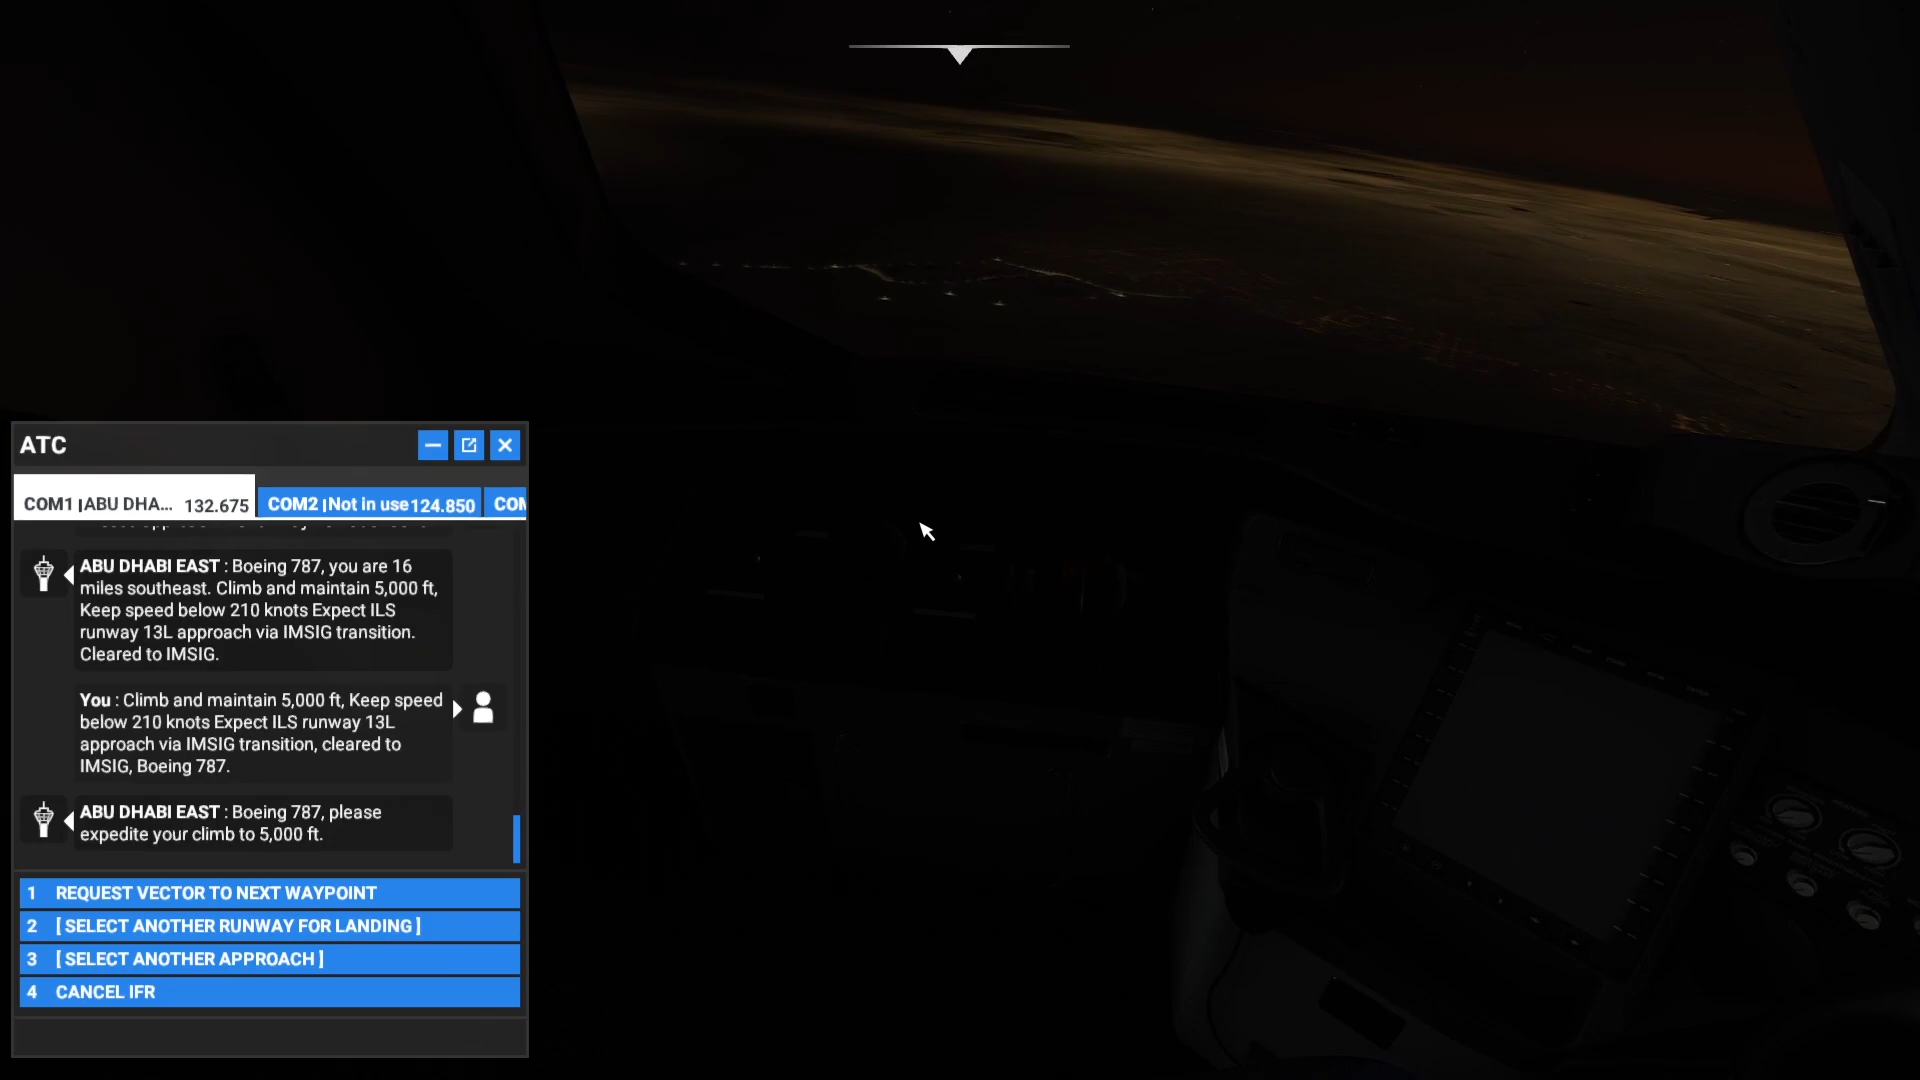 ATC
COM1 |ABU DHA... 132.675
COM2 |Not in use 124.850
COM
ABU DHABI EAST : Boeing 787, you are 16
miles southeast. Climb and maintain 5,000 ft,
Keep speed below 210 knots Expect ILS
runway 13L approach via IMSIG transition.
Cleared to IMSIG.
You : Climb and maintain 5,000 ft, Keep speed
below 210 knots Expect ILS runway 13L
approach via IMSIG transition, cleared to
IMSIG, Boeing 787.
ABU DHABI EAST : Boeing 787, please
expedite your climb to 5,000 ft.
1 REQUEST VECTOR TO NEXT WAYPOINT
2 [ SELECT ANOTHER RUNWAY FOR LANDING ]
3 [ SELECT ANOTHER APPROACH ]
4 CANCEL IFR